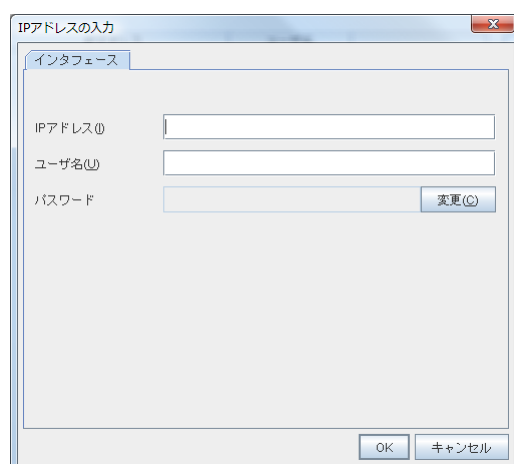 IPアドレスの入力
インタフェース
IPアドレス(I)
ユーザ名(U)
パスワード 変更(C)
OK キャンセル